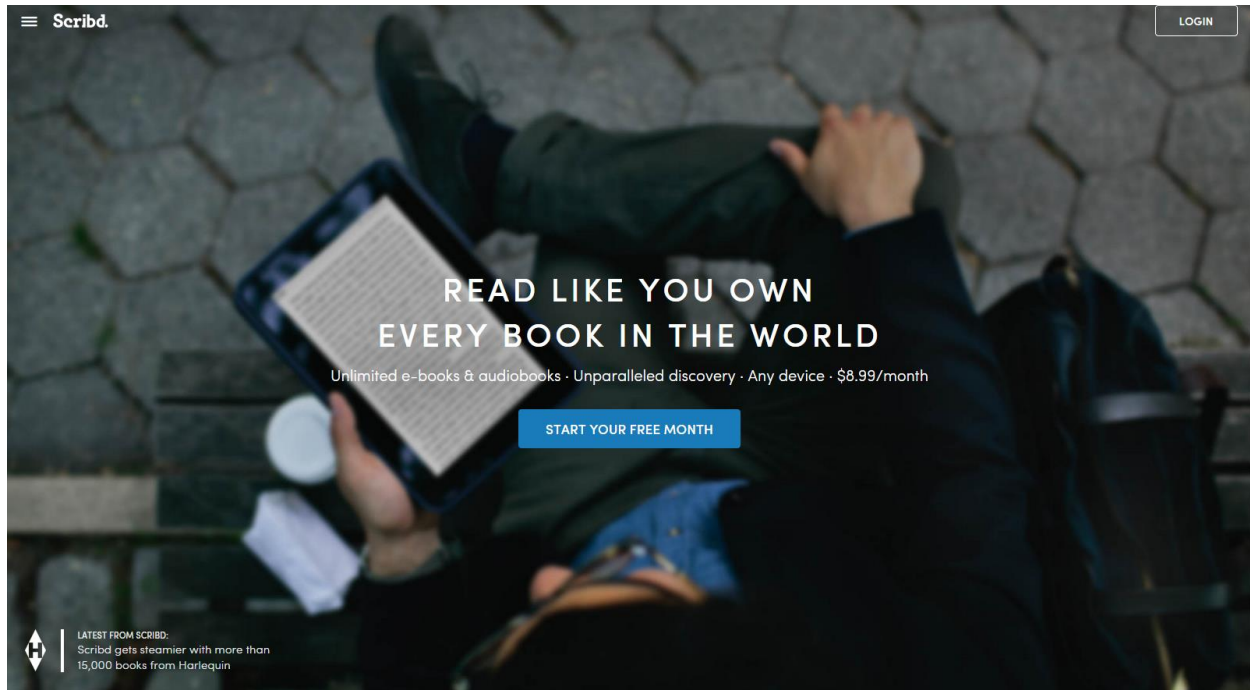 Scribd.
LOGIN
READ LIKE YOU OWN
EVERY BOOK IN THE WORLD
Unlimited e-books & audiobooks · Unparalleled discovery · Any device · $8.99/month
START YOUR FREE MONTH
H
LATEST FROM SCRIBD:
Scribd gets steamier with more than
15,000 books from Harlequin